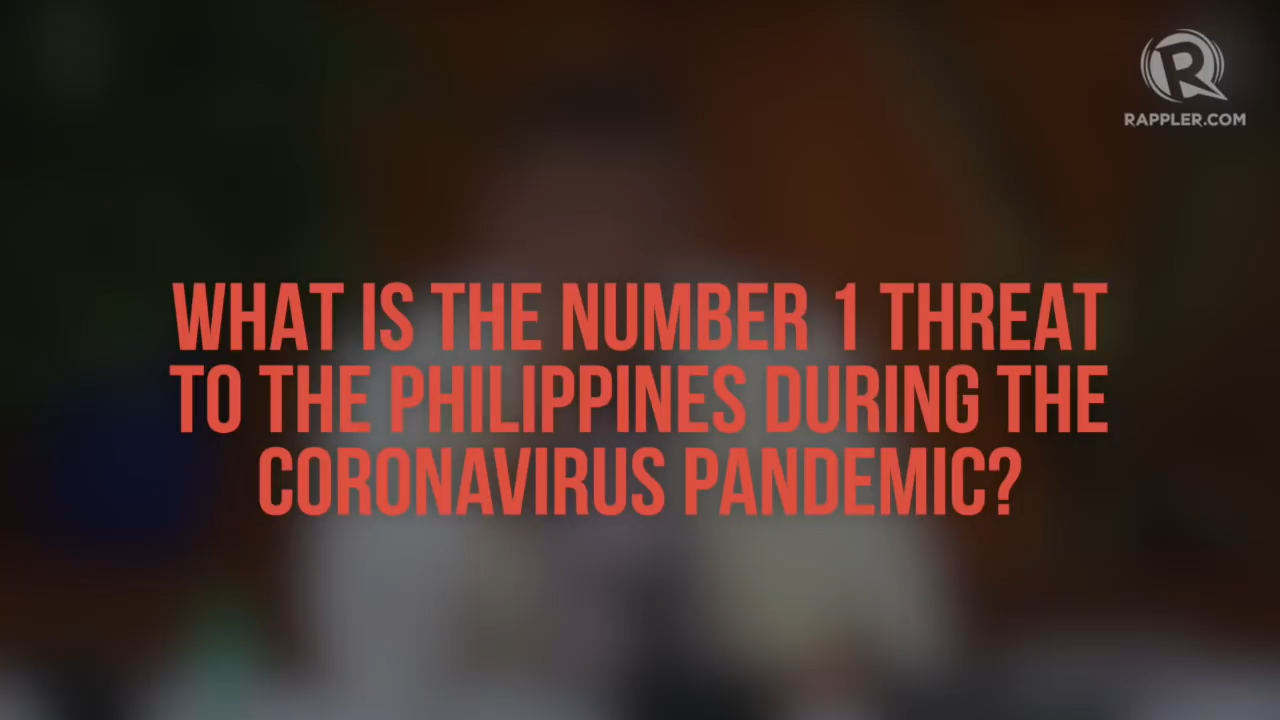 RAPPLER.COM
WHAT IS THE NUMBER 1 THREAT
TO THE PHILIPPINES DURING THE
CORONAVIRUS PANDEMIC?